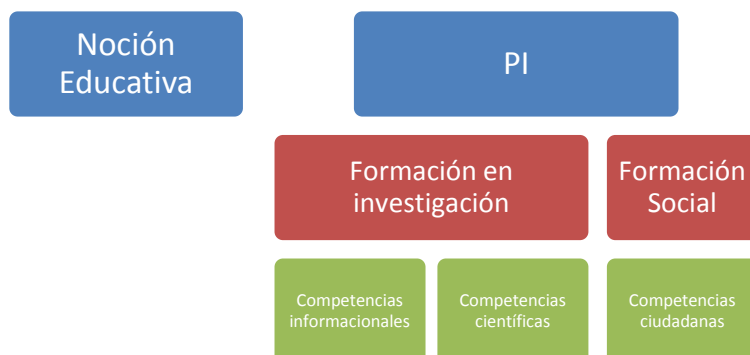 Noción
Educativa
PI
Formación en
investigación
Formación
Social
Competencias
informacionales
Competencias
científicas
Competencias
ciudadanas